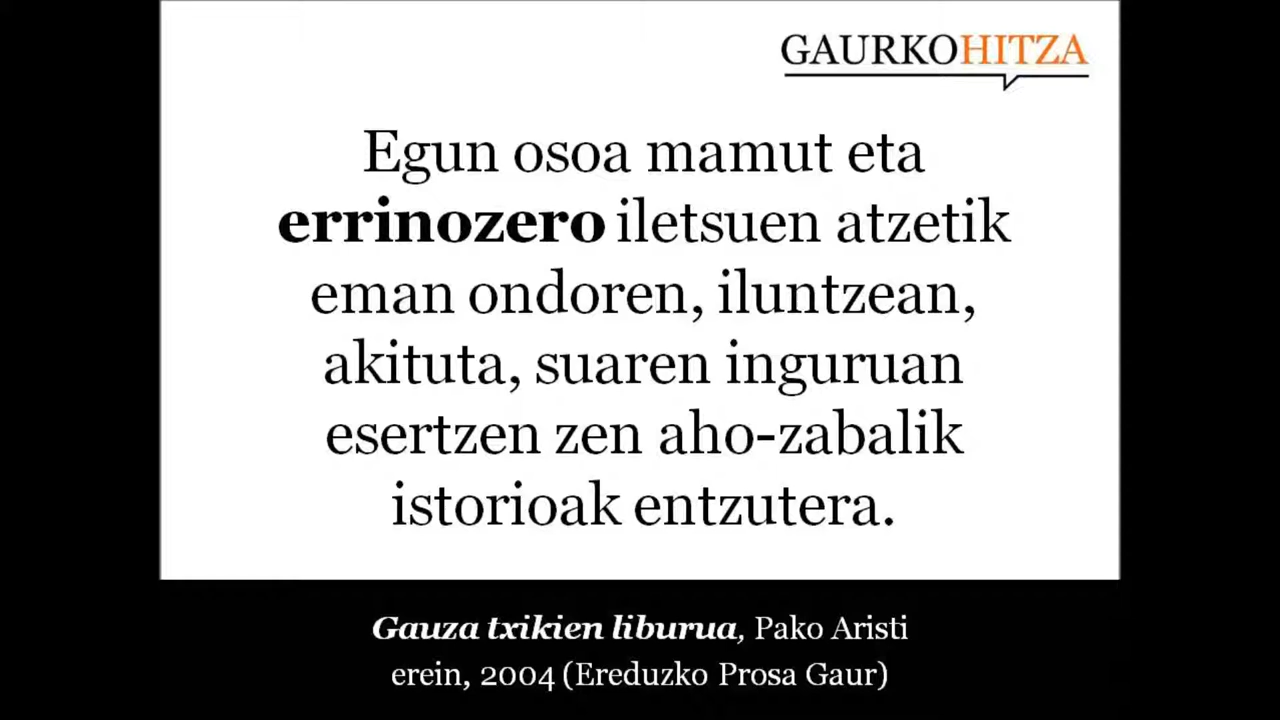 GAURKOHITZA
Egun osoa mamut eta
errinozero iletsuen atzetik
eman ondoren, iluntzean,
akituta, suaren inguruan
esertzen zen aho-zabalik
istorioak entzutera.
Gauza txikien liburua, Pako Aristi
erein, 2004 (Ereduzko Prosa Gaur)